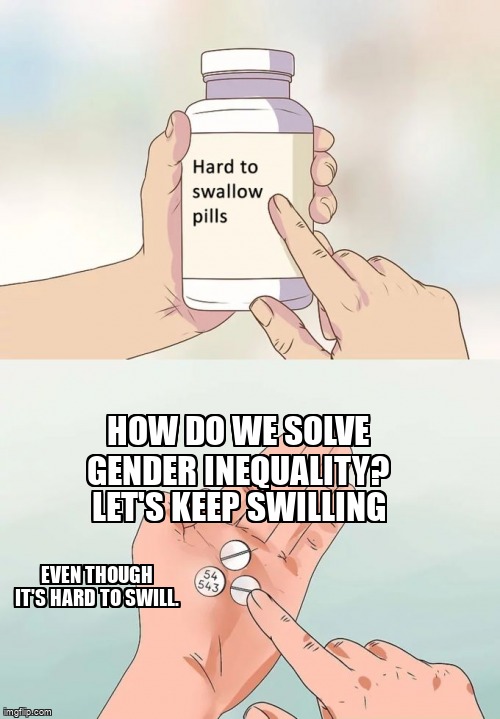 Hard to
swallow
pills
HOW DO WE SOLVE
GENDER INEQUALITY?
LET'S KEEP SWILLING
EVEN THOUGH
IT'S HARD TO SWILL.
54
543
imgflip.com